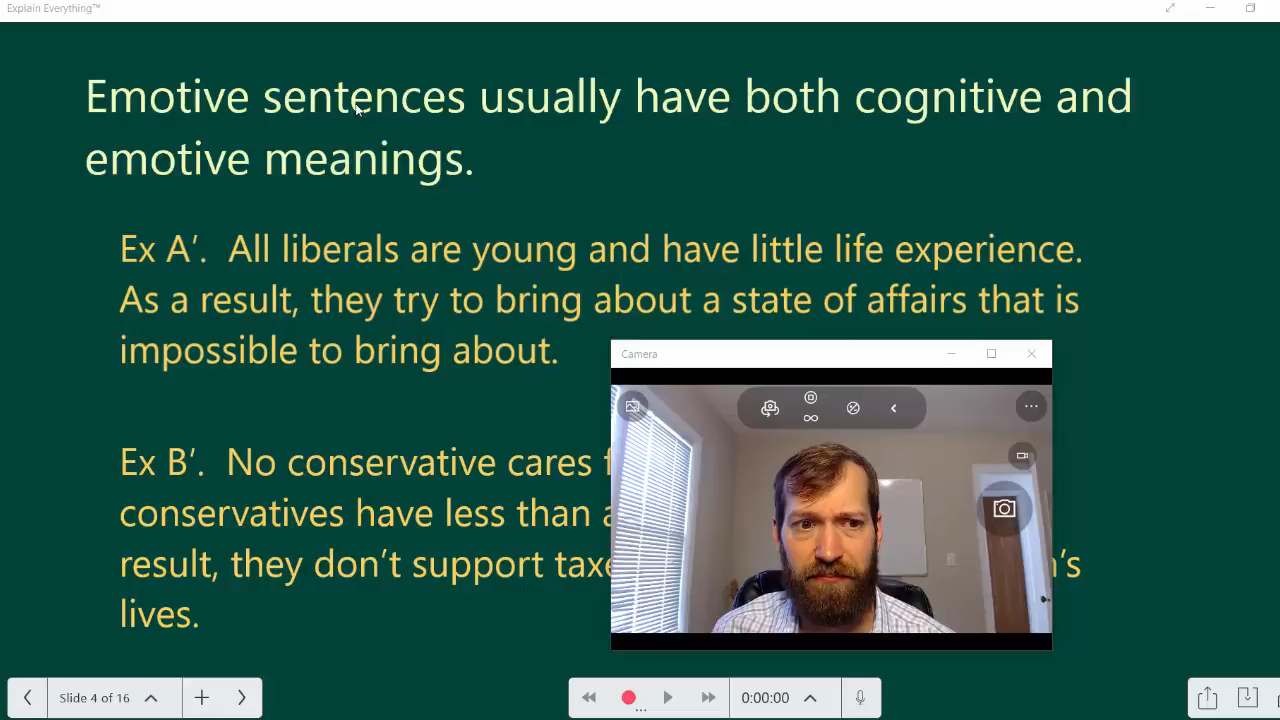 Explain Everything™
Emotive sentences usually have both cognitive and
emotive meanings.
Ex A′. All liberals are young and have little life experience.
As a result, they try to bring about a state of affairs that is
impossible to bring about.
Camera
Ex B′. No conservative cares
conservatives have less than
result, they don't support
's
lives.
Slide 4 of 16
0:00:00